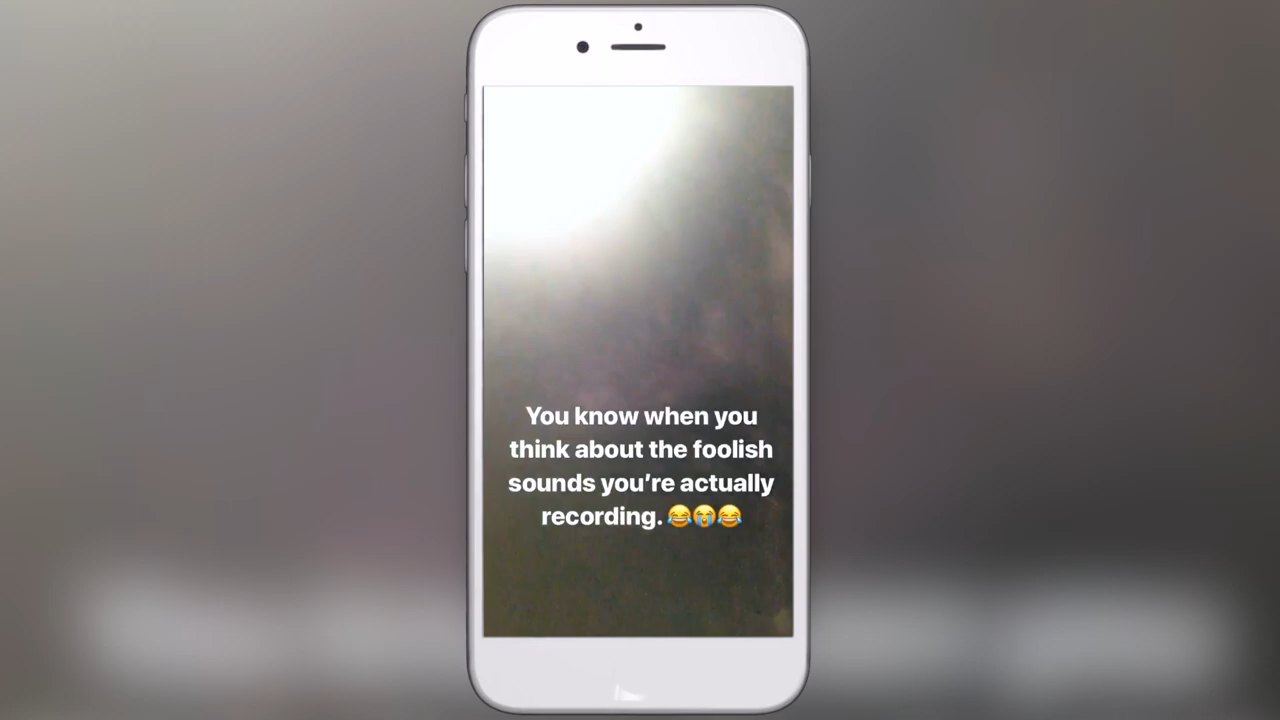 You know when you
think about the foolish
sounds you’re actually
recording. 😂😭😂